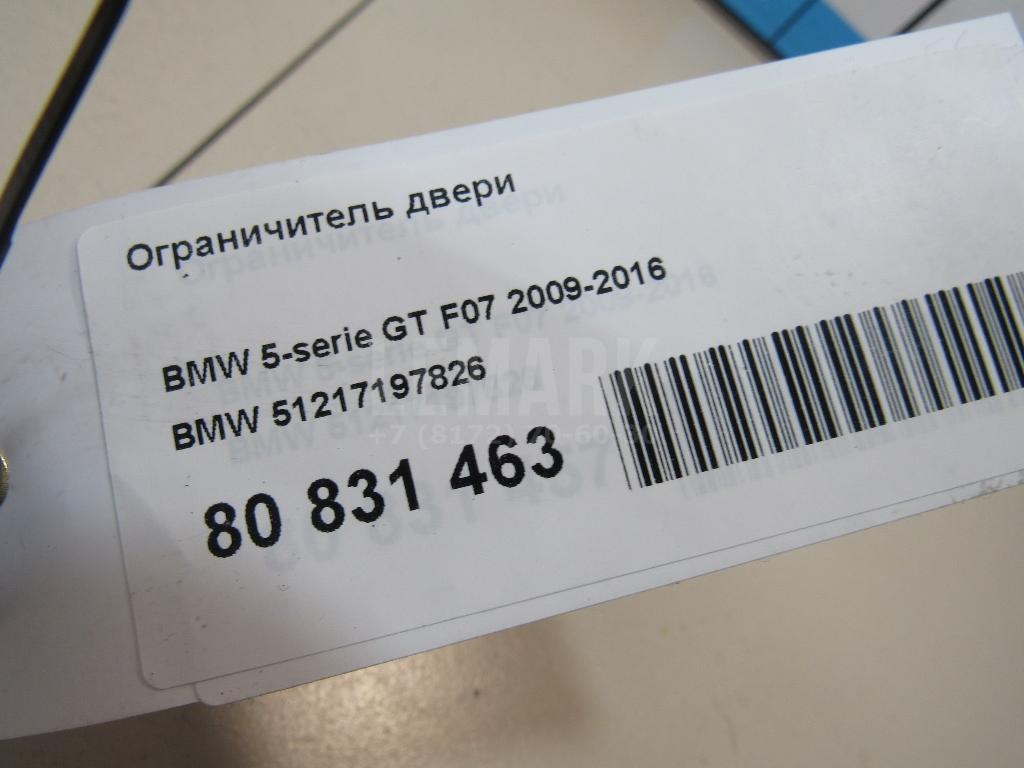 Ограничитель двери
BMW 5-serie GT F07 2009-2016
BMW 51217197826
80 831 463